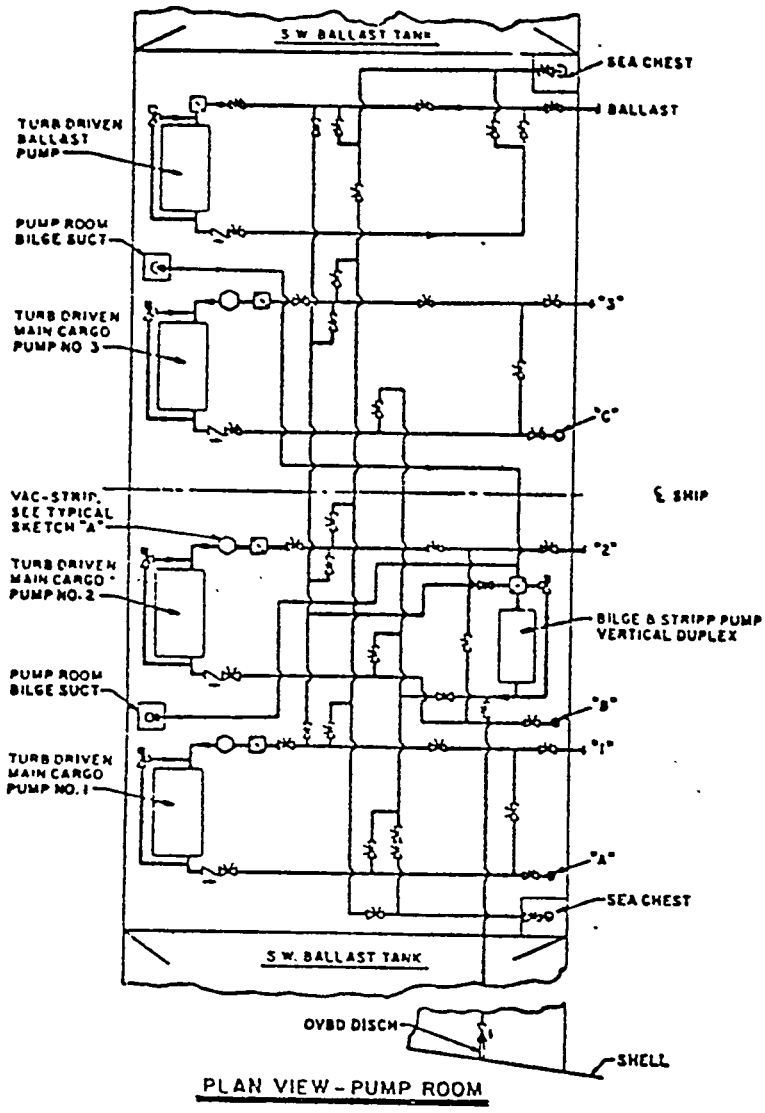 S.W. BALLAST TANK
SEA CHEST
BALLAST
TURB DRIVEN
BALLAST
PUMP
PUMP ROOM
BILGE SUCT
"3"
TURB DRIVEN
MAIN CARGO
PUMP NO. 3
"C"
VAC-STRIP.
SEE TYPICAL
SKETCH "A"
℄ SHIP
"2"
TURB DRIVEN
MAIN CARGO
PUMP NO. 2
BILGE & STRIPP PUMP
VERTICAL DUPLEX
PUMP ROOM
BILGE SUCT
"B"
"1"
TURB DRIVEN
MAIN CARGO
PUMP NO. 1
"A"
SEA CHEST
S.W. BALLAST TANK
OVBD DISCH
SHELL
PLAN VIEW - PUMP ROOM